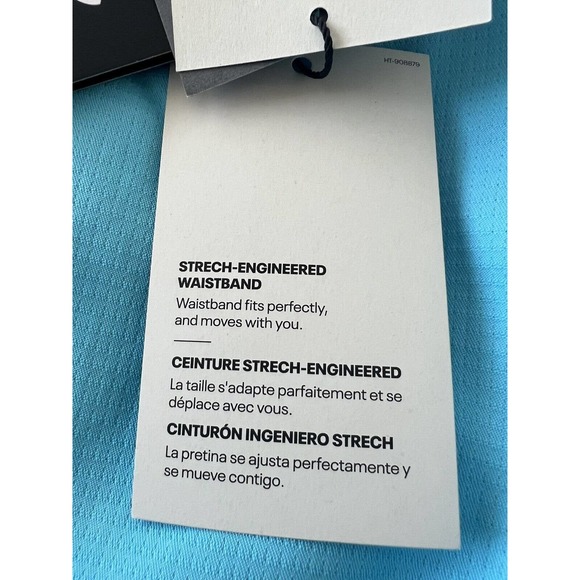 HT-908879
STRECH-ENGINEERED
WAISTBAND
Waistband fits perfectly,
and moves with you.
CEINTURE STRECH-ENGINEERED
La taille s'adapte parfaitement et se
déplace avec vous.
CINTURÓN INGENIERO STRECH
La pretina se ajusta perfectamente y
se mueve contigo.